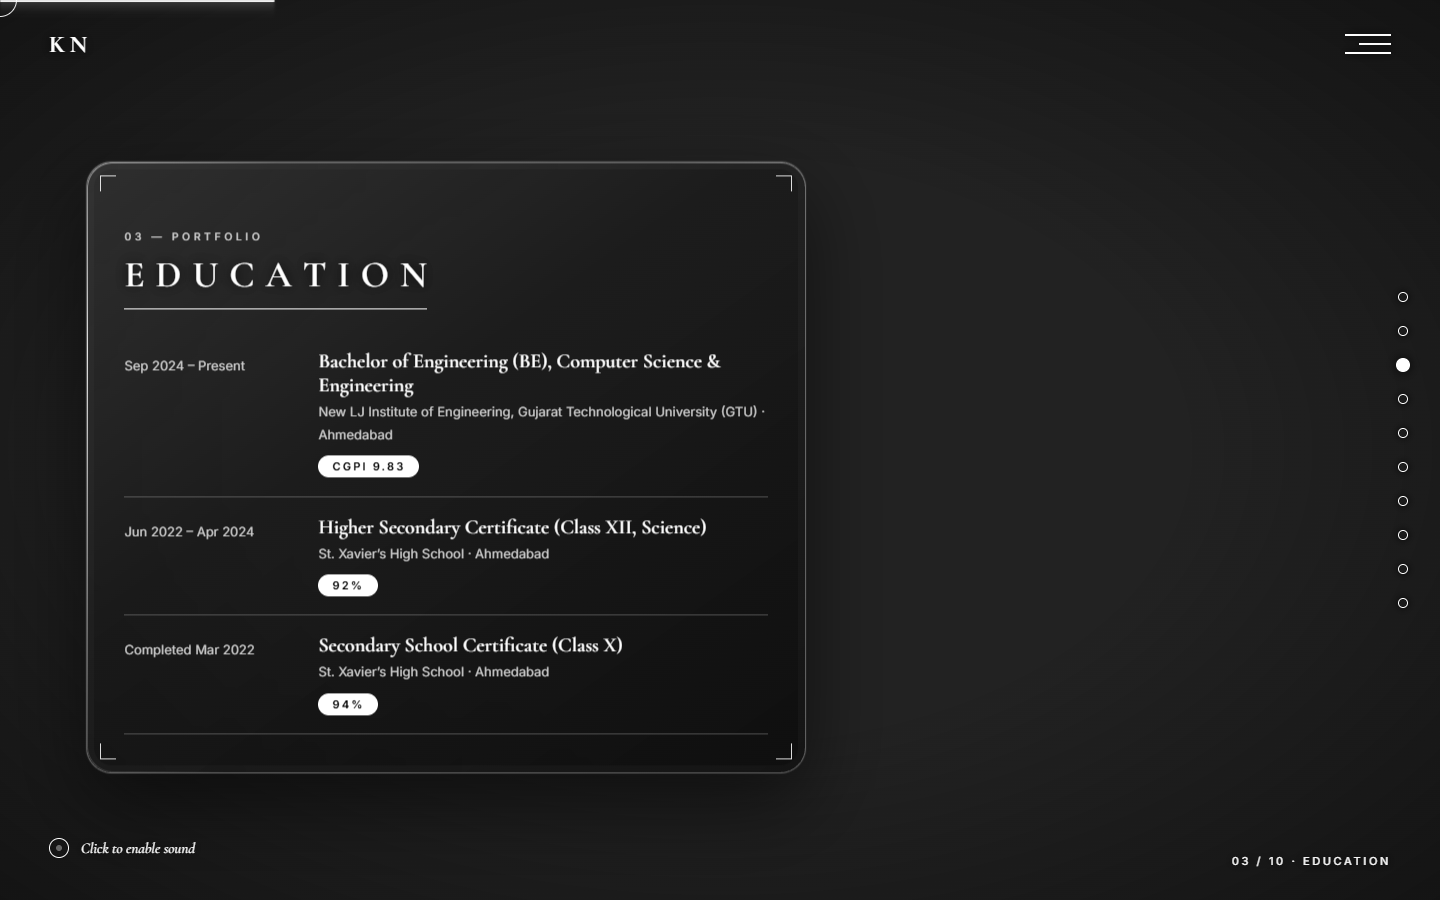 KN
03 — PORTFOLIO
EDUCATION
Sep 2024 – Present
Bachelor of Engineering (BE), Computer Science &
Engineering
New LJ Institute of Engineering, Gujarat Technological University (GTU) ·
Ahmedabad
CGPI 9.83
Jun 2022 – Apr 2024
Higher Secondary Certificate (Class XII, Science)
St. Xavier’s High School · Ahmedabad
92%
Completed Mar 2022
Secondary School Certificate (Class X)
St. Xavier’s High School · Ahmedabad
94%
Click to enable sound
03 / 10 · EDUCATION